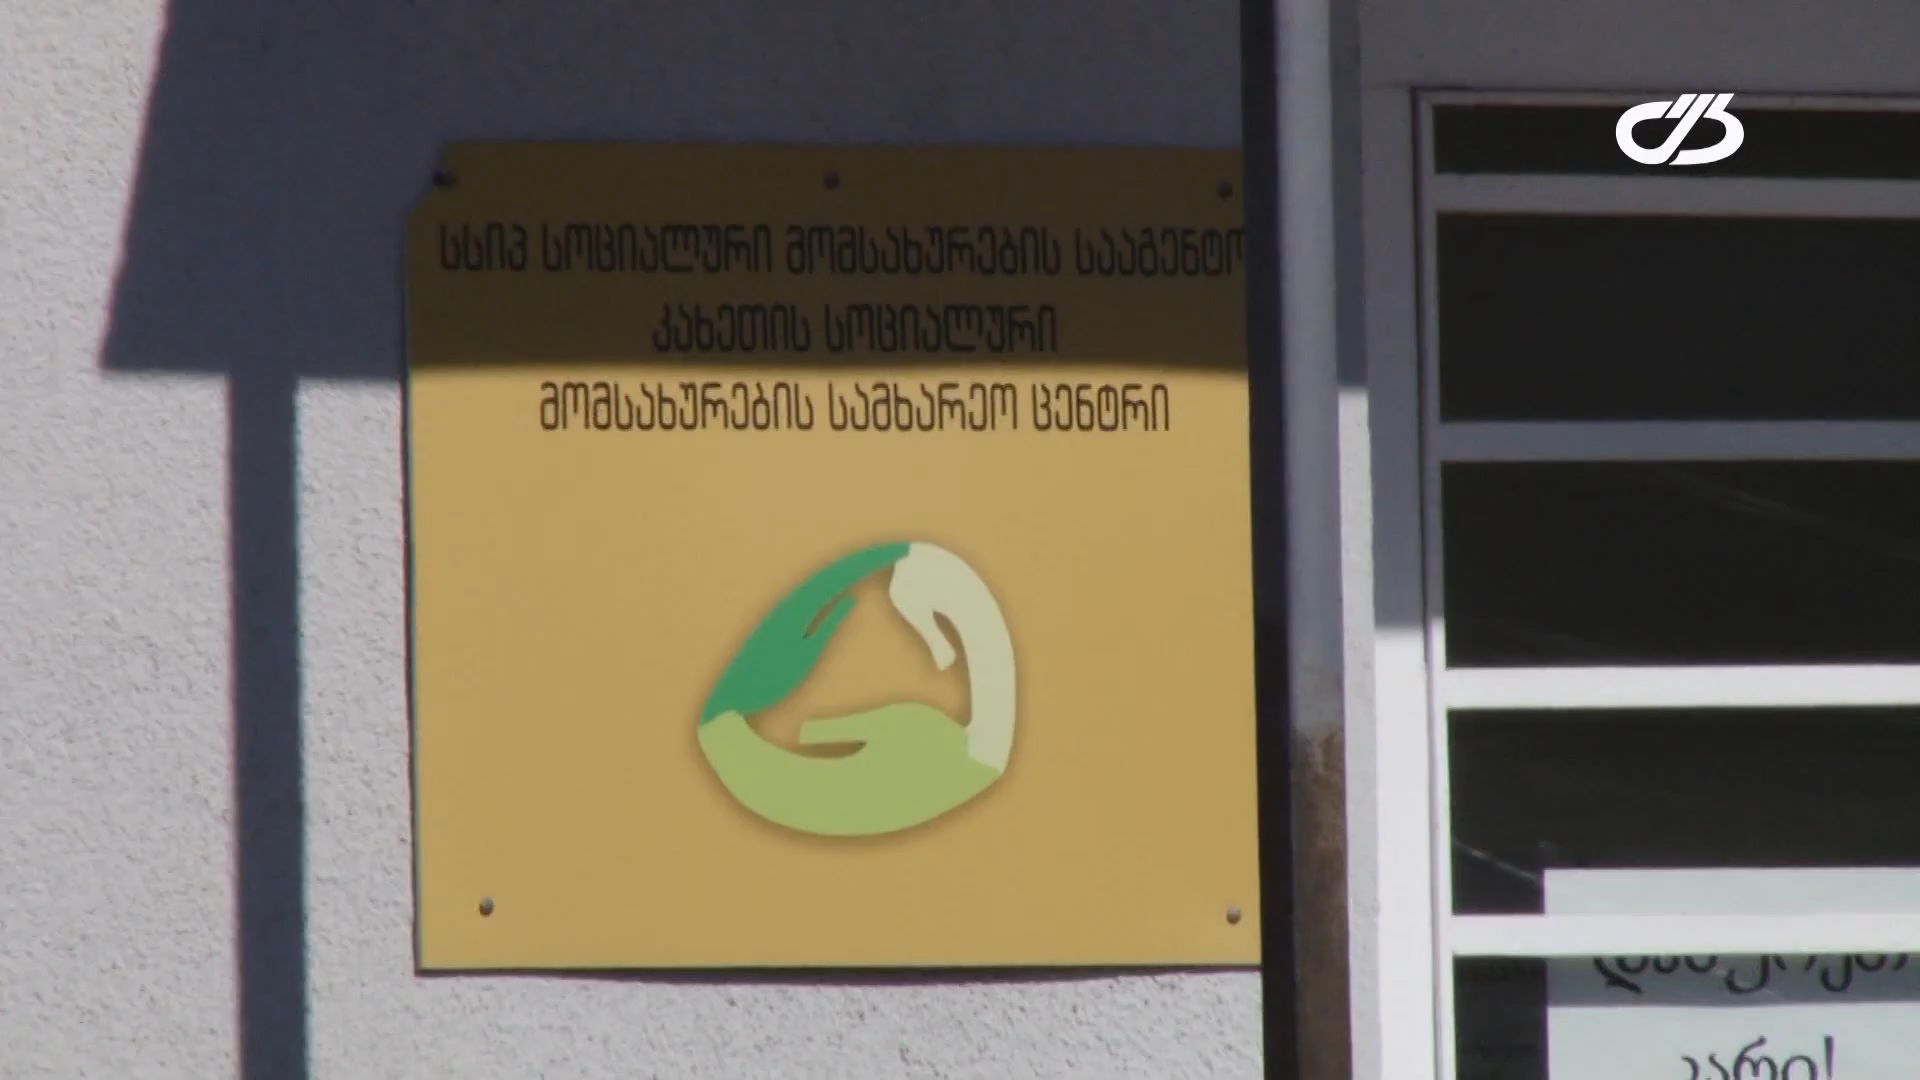 სსიპ სოციალური მომსახურების სააგენტო
კახეთის სოციალური
მომსახურების სამხარეო ცენტრი